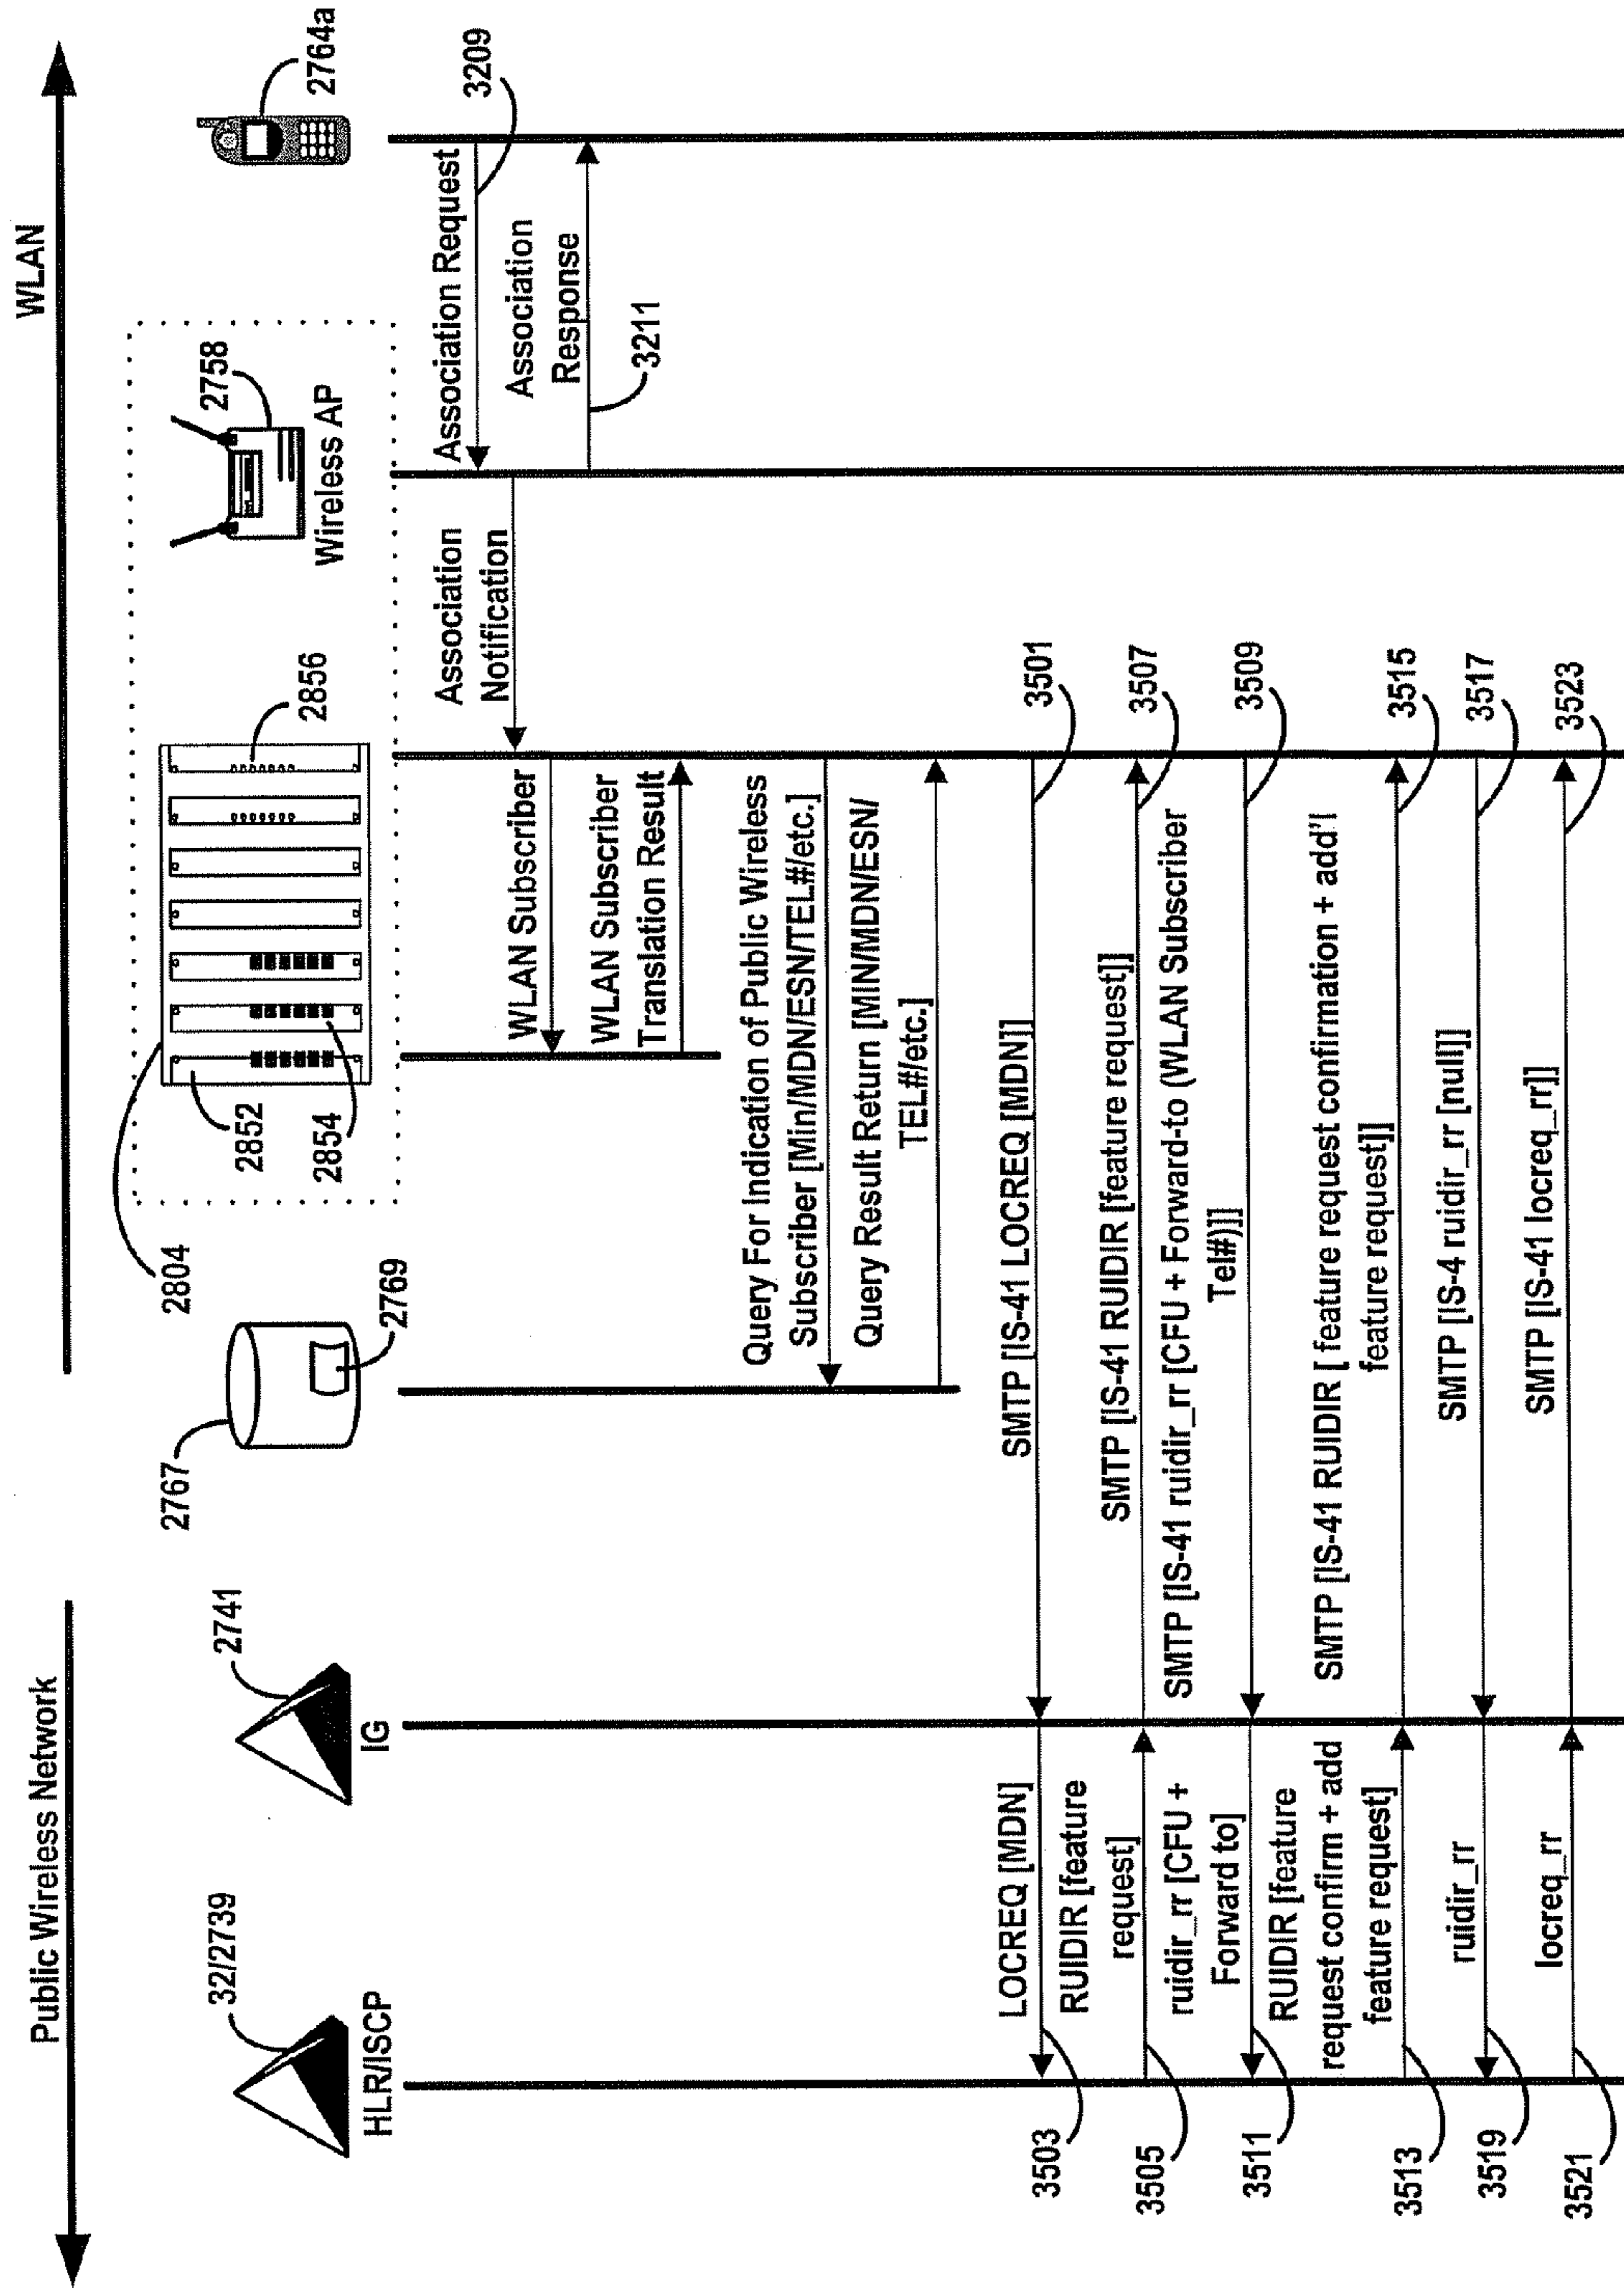 Public Wireless Network
WLAN
32/2739
HLR/ISCP
2741
IG
2767
2769
2804
2852
2854
2856
2758
Wireless AP
2764a
Association Request
3209
Association
Response
3211
Association
Notification
WLAN Subscriber
WLAN Subscriber
Translation Result
Query For Indication of Public Wireless
Subscriber [Min/MDN/ESN/TEL#/etc.]
Query Result Return [MIN/MDN/ESN/
TEL#/etc.]
SMTP [IS-41 LOCREQ [MDN]]
3501
LOCREQ [MDN]
3503
RUIDIR [feature
request]
3505
SMTP [IS-41 RUIDIR [feature request]]
3507
SMTP [IS-41 ruidir_rr [CFU + Forward-to (WLAN Subscriber
Tel#)]]
3509
ruidir_rr [CFU +
Forward to]
3511
RUIDIR [feature
request confirm + add
feature request]
3513
SMTP [IS-41 RUIDIR [ feature request confirmation + add'l
feature request]]
3515
SMTP [IS-4 ruidir_rr [null]]
3517
ruidir_rr
3519
locreq_rr
3521
SMTP [IS-41 locreq_rr]]
3523